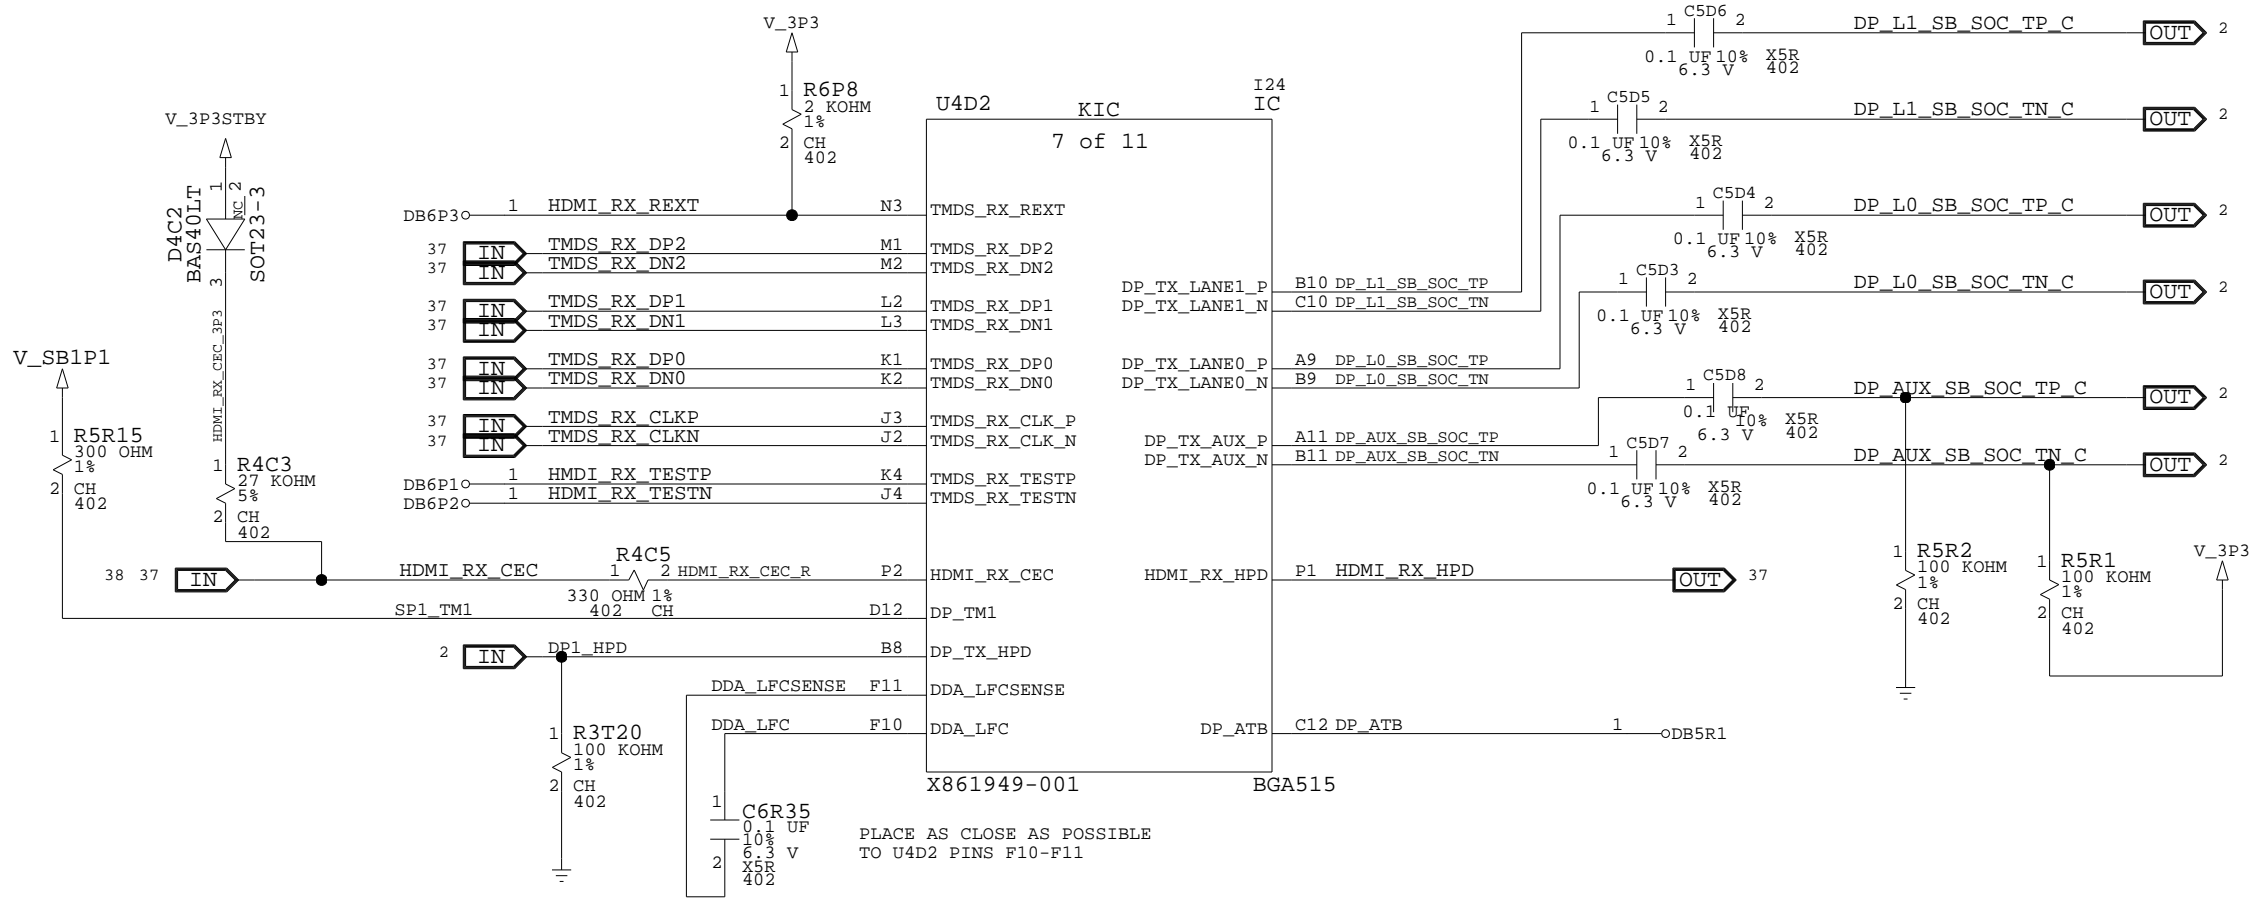 V_3P3
1 R6P8
2 KOHM
1%
2 CH
402
V_3P3STBY
1
2
NC
D4C2
BAS40LT
SOT23-3
3
HDMI_RX_CEC_3P3
V_SB1P1
1 R5R15
300 OHM
1%
2 CH
402
1 R4C3
27 KOHM
5%
2 CH
402
U4D2
KIC
I24
IC
7 of 11
DB6P3 1 HDMI_RX_REXT N3 TMDS_RX_REXT
37 IN TMDS_RX_DP2 M1 TMDS_RX_DP2
37 IN TMDS_RX_DN2 M2 TMDS_RX_DN2
37 IN TMDS_RX_DP1 L2 TMDS_RX_DP1
37 IN TMDS_RX_DN1 L3 TMDS_RX_DN1
37 IN TMDS_RX_DP0 K1 TMDS_RX_DP0
37 IN TMDS_RX_DN0 K2 TMDS_RX_DN0
37 IN TMDS_RX_CLKP J3 TMDS_RX_CLK_P
37 IN TMDS_RX_CLKN J2 TMDS_RX_CLK_N
DB6P1 1 HMDI_RX_TESTP K4 TMDS_RX_TESTP
DB6P2 1 HDMI_RX_TESTN J4 TMDS_RX_TESTN
38 37 IN HDMI_RX_CEC 1 R4C5 2 HDMI_RX_CEC_R P2 HDMI_RX_CEC
330 OHM 1%
402 CH
SP1_TM1 D12 DP_TM1
2 IN DP1_HPD B8 DP_TX_HPD
1 R3T20
100 KOHM
1%
2 CH
402
DDA_LFCSENSE F11 DDA_LFCSENSE
DDA_LFC F10 DDA_LFC
1
C6R35
0.1 UF
10%
6.3 V
2 X5R
402
PLACE AS CLOSE AS POSSIBLE
TO U4D2 PINS F10-F11
X861949-001
BGA515
DP_TX_LANE1_P B10 DP_L1_SB_SOC_TP
DP_TX_LANE1_N C10 DP_L1_SB_SOC_TN
DP_TX_LANE0_P A9 DP_L0_SB_SOC_TP
DP_TX_LANE0_N B9 DP_L0_SB_SOC_TN
DP_TX_AUX_P A11 DP_AUX_SB_SOC_TP
DP_TX_AUX_N B11 DP_AUX_SB_SOC_TN
HDMI_RX_HPD P1 HDMI_RX_HPD OUT 37
DP_ATB C12 DP_ATB 1 DB5R1
1 C5D6 2 DP_L1_SB_SOC_TP_C OUT 2
0.1 UF 10% X5R
6.3 V 402
1 C5D5 2 DP_L1_SB_SOC_TN_C OUT 2
0.1 UF 10% X5R
6.3 V 402
1 C5D4 2 DP_L0_SB_SOC_TP_C OUT 2
0.1 UF 10% X5R
6.3 V 402
1 C5D3 2 DP_L0_SB_SOC_TN_C OUT 2
0.1 UF 10% X5R
6.3 V 402
1 C5D8 2 DP_AUX_SB_SOC_TP_C OUT 2
0.1 UF 10% X5R
6.3 V 402
1 C5D7 2 DP_AUX_SB_SOC_TN_C OUT 2
0.1 UF 10% X5R
6.3 V 402
1 R5R2
100 KOHM
1%
2 CH
402
1 R5R1
100 KOHM
1%
2 CH
402
V_3P3